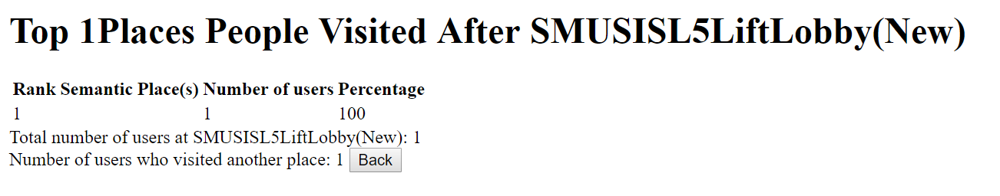 Top 1Places People Visited After SMUSISL5LiftLobby(New)
Rank Semantic Place(s) Number of users Percentage
1 1 100
Total number of users at SMUSISL5LiftLobby(New): 1
Number of users who visited another place: 1 Back